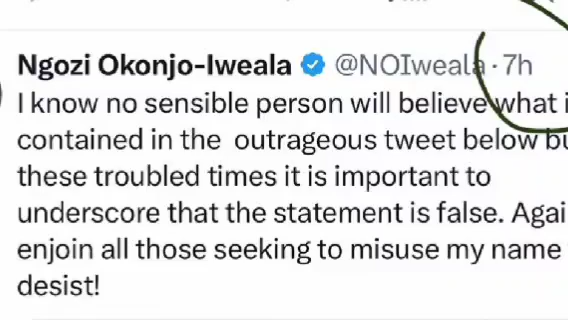 Ngozi Okonjo-Iweala @NOIweala · 7h
I know no sensible person will believe what i
contained in the outrageous tweet below bu
these troubled times it is important to
underscore that the statement is false. Agai
enjoin all those seeking to misuse my name
desist!